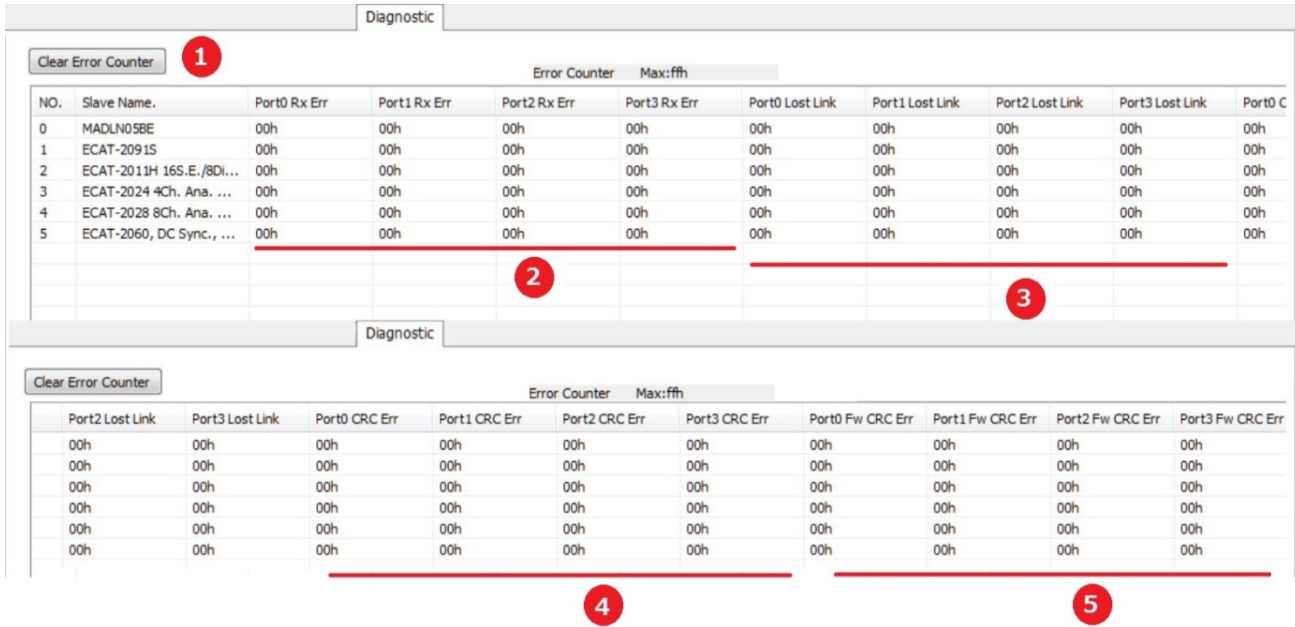 Diagnostic
Clear Error Counter 1
Error Counter Max:ffh
NO. Slave Name. Port0 Rx Err Port1 Rx Err Port2 Rx Err Port3 Rx Err Port0 Lost Link Port1 Lost Link Port2 Lost Link Port3 Lost Link Port0 C
0 MADLN05BE 00h 00h 00h 00h 00h 00h 00h 00h 00h
1 ECAT-2091S 00h 00h 00h 00h 00h 00h 00h 00h 00h
2 ECAT-2011H 16S.E./8Di... 00h 00h 00h 00h 00h 00h 00h 00h 00h
3 ECAT-2024 4Ch. Ana. ... 00h 00h 00h 00h 00h 00h 00h 00h 00h
4 ECAT-2028 8Ch. Ana. ... 00h 00h 00h 00h 00h 00h 00h 00h 00h
5 ECAT-2060, DC Sync., ... 00h 00h 00h 00h 00h 00h 00h 00h 00h
2
3
Diagnostic
Clear Error Counter
Error Counter Max:ffh
Port2 Lost Link Port3 Lost Link Port0 CRC Err Port1 CRC Err Port2 CRC Err Port3 CRC Err Port0 Fw CRC Err Port1 Fw CRC Err Port2 Fw CRC Err Port3 Fw CRC Err
00h 00h 00h 00h 00h 00h 00h 00h 00h 00h
00h 00h 00h 00h 00h 00h 00h 00h 00h 00h
00h 00h 00h 00h 00h 00h 00h 00h 00h 00h
00h 00h 00h 00h 00h 00h 00h 00h 00h 00h
00h 00h 00h 00h 00h 00h 00h 00h 00h 00h
00h 00h 00h 00h 00h 00h 00h 00h 00h 00h
4
5